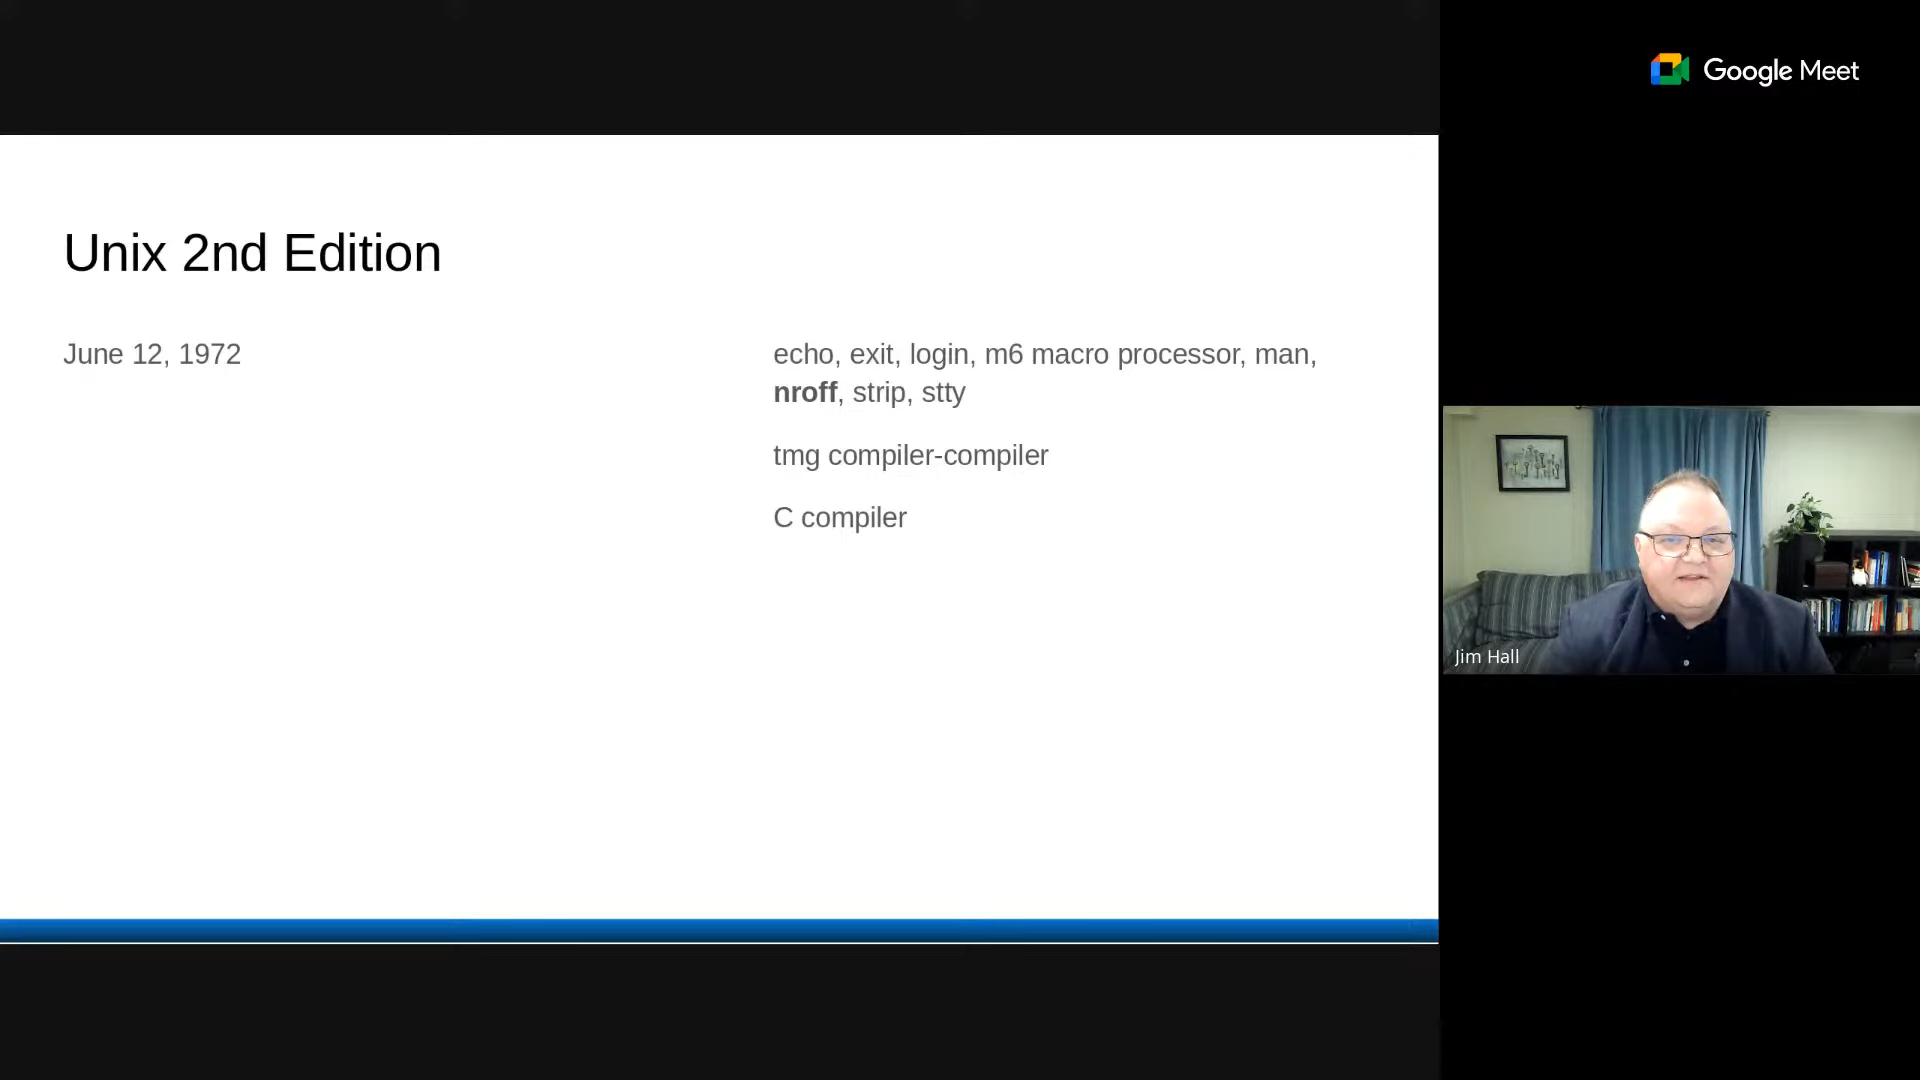 Google Meet
Unix 2nd Edition
June 12, 1972
echo, exit, login, m6 macro processor, man,
nroff, strip, stty
tmg compiler-compiler
C compiler
Jim Hall